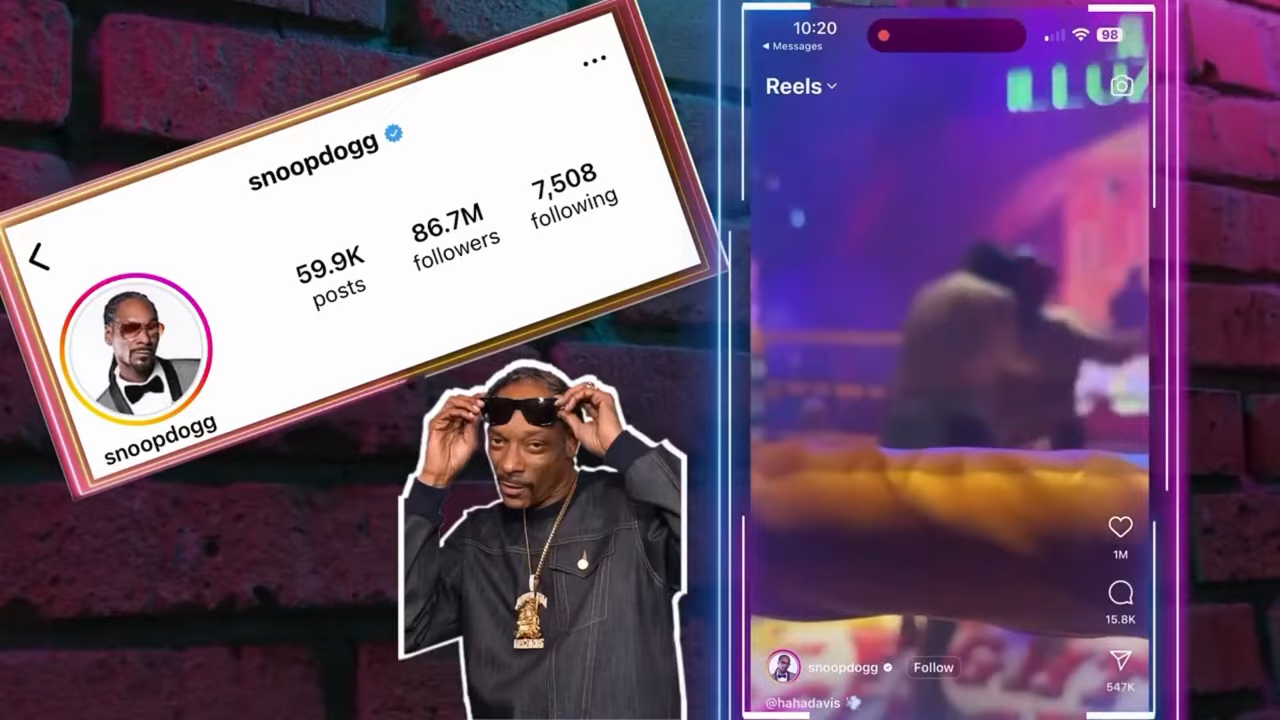 snoopdogg
59.9K
posts
86.7M
followers
7,508
following
snoopdogg
10:20
Messages
98
Reels
1M
15.8K
547K
snoopdogg
Follow
@hahadavis